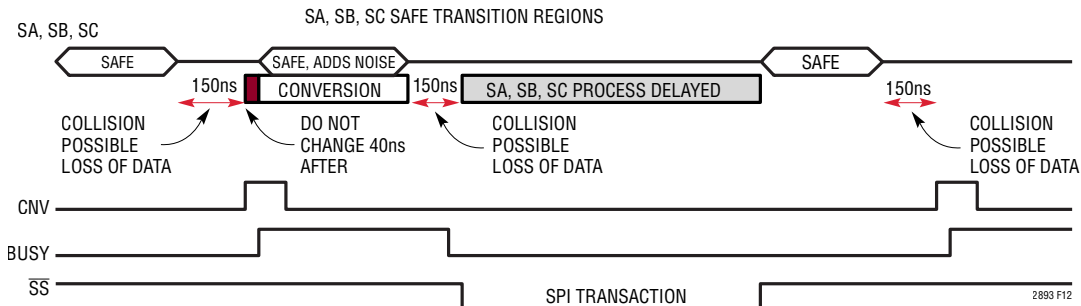 SA, SB, SC SAFE TRANSITION REGIONS
SA, SB, SC
SAFE
SAFE, ADDS NOISE
SAFE
150ns
CONVERSION
150ns
SA, SB, SC PROCESS DELAYED
150ns
COLLISION
POSSIBLE
LOSS OF DATA
DO NOT
CHANGE 40ns
AFTER
COLLISION
POSSIBLE
LOSS OF DATA
COLLISION
POSSIBLE
LOSS OF DATA
CNV
BUSY
SS
SPI TRANSACTION
2893 F12